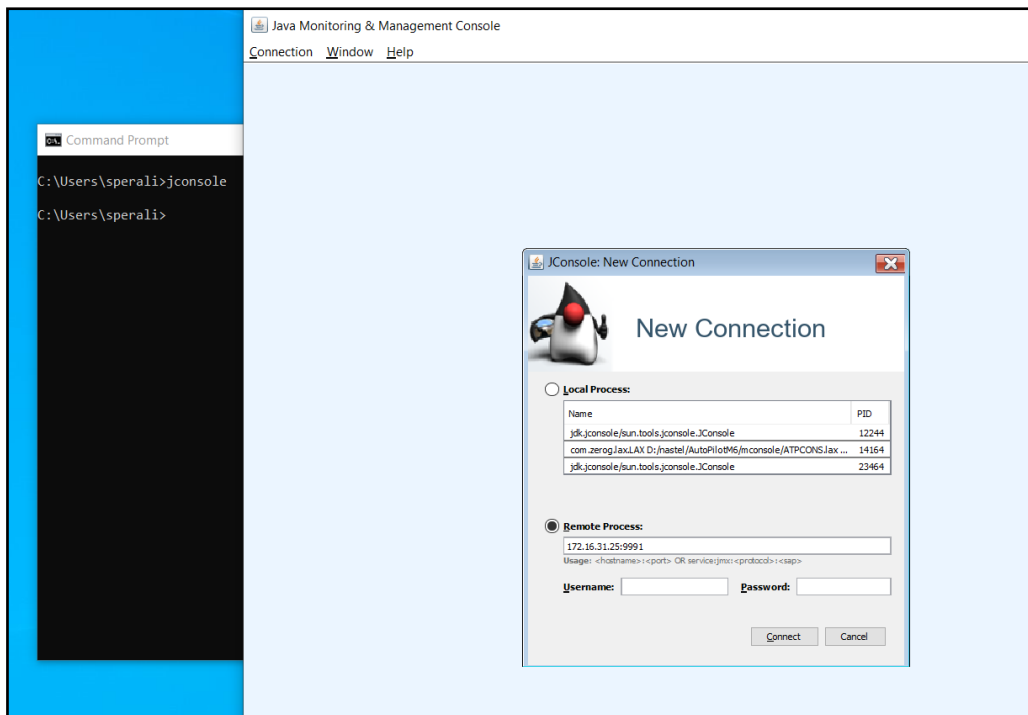 Java Monitoring & Management Console
Connection Window Help
Command Prompt
C:\Users\sperali>jconsole
C:\Users\sperali>
JConsole: New Connection
New Connection
Local Process:
Name PID
jdk.jconsole/sun.tools.jconsole.JConsole 12244
com.zerog.lax.LAX D:/nastel/AutoPilotM6/mconsole/ATPCONS.lax ... 14164
jdk.jconsole/sun.tools.jconsole.JConsole 23464
Remote Process:
172.16.31.25:9991
Usage: <hostname>:<port> OR service:jmx:<protocol>:<sap>
Username: Password:
Connect Cancel